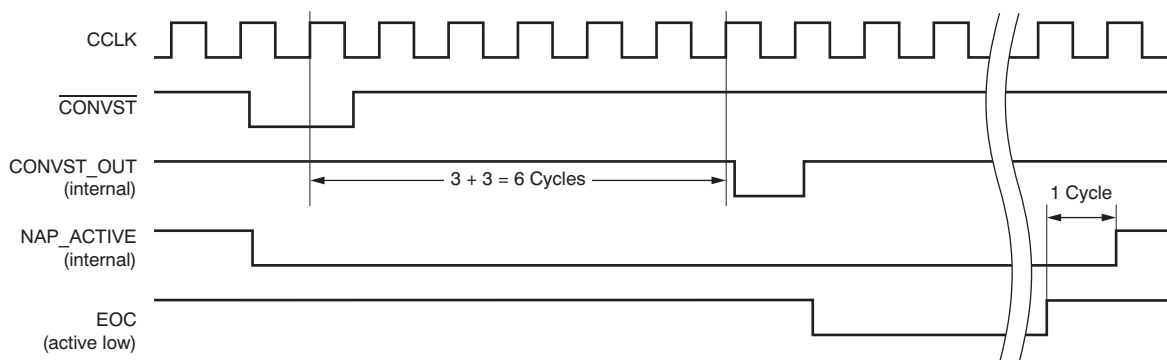 CCLK
CONVST
CONVST_OUT
(internal)
3 + 3 = 6 Cycles
1 Cycle
NAP_ACTIVE
(internal)
EOC
(active low)